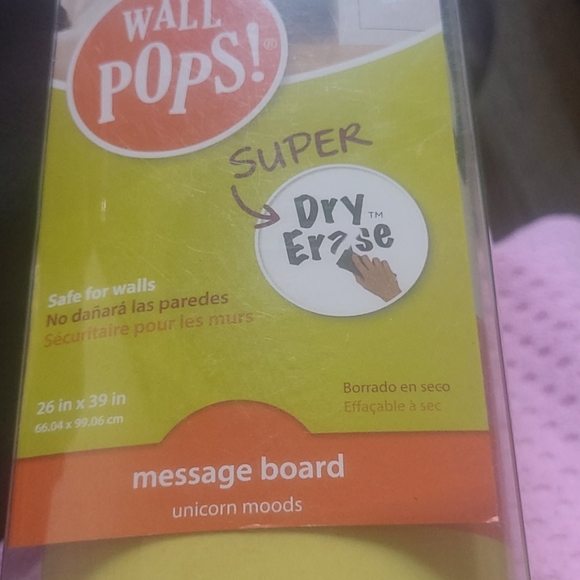 WALL
POPS!®
SUPER
Dry™
Erase
Safe for walls
No dañará las paredes
Sécuritaire pour les murs
26 in x 39 in
66.04 x 99.06 cm
Borrado en seco
Effaçable à sec
message board
unicorn moods